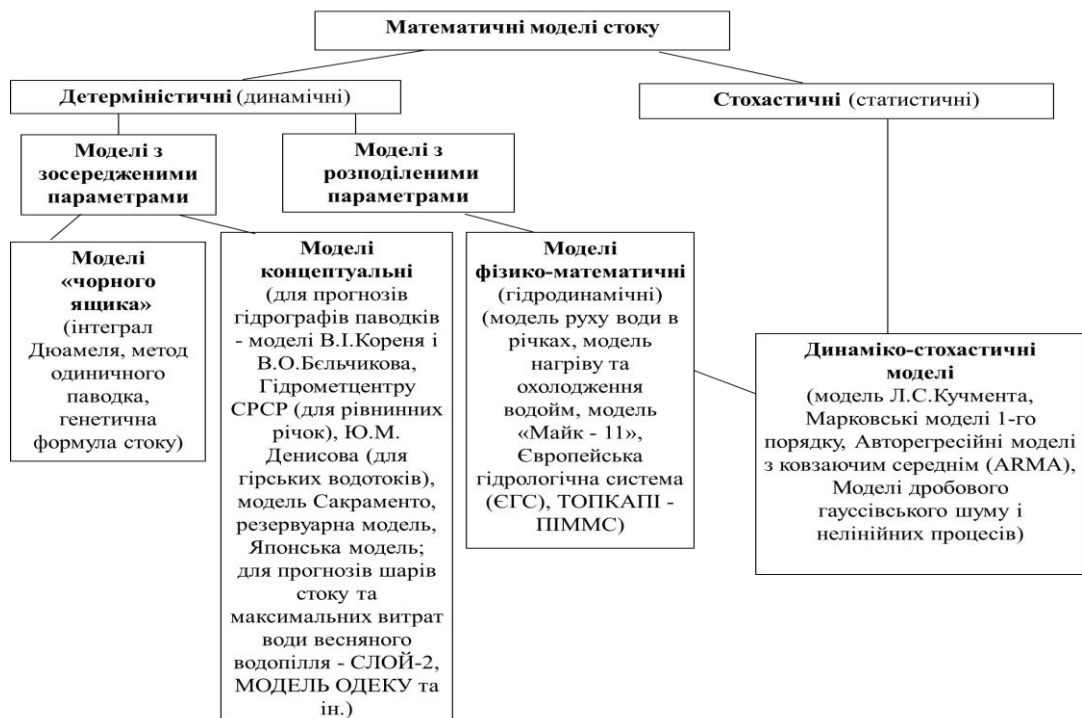 Математичні моделі стоку
Детерміністичні (динамічні)
Стохастичні (статистичні)
Моделі з
зосередженими
параметрами
Моделі з
розподіленими
параметрами
Моделі
«чорного
ящика»
(інтеграл
Дюамеля, метод
одиничного
паводка,
генетична
формула стоку)
Моделі
концептуальні
(для прогнозів
гідрографів паводків
- моделі В.І.Кореня і
В.О.Бєльчикова,
Гідрометцентру
СРСР (для рівнинних
річок), Ю.М.
Денисова (для
гірських водотоків),
модель Сакраменто,
резервуарна модель,
Японська модель;
для прогнозів шарів
стоку та
максимальних витрат
води весняного
водопілля - СЛОЙ-2,
МОДЕЛЬ ОДЕКУ та
ін.)
Моделі
фізико-математичні
(гідродинамічні)
(модель руху води в
річках, модель
нагріву та
охолодження
водойм, модель
«Майк - 11»,
Європейська
гідрологічна система
(ЄГС), ТОПКАПІ -
ПІММС)
Динаміко-стохастичні
моделі
(модель Л.С.Кучмента,
Марковські моделі 1-го
порядку, Авторегресійні моделі
з ковзаючим середнім (ARMA),
Моделі дробового
гауссівського шуму і
нелінійних процесів)